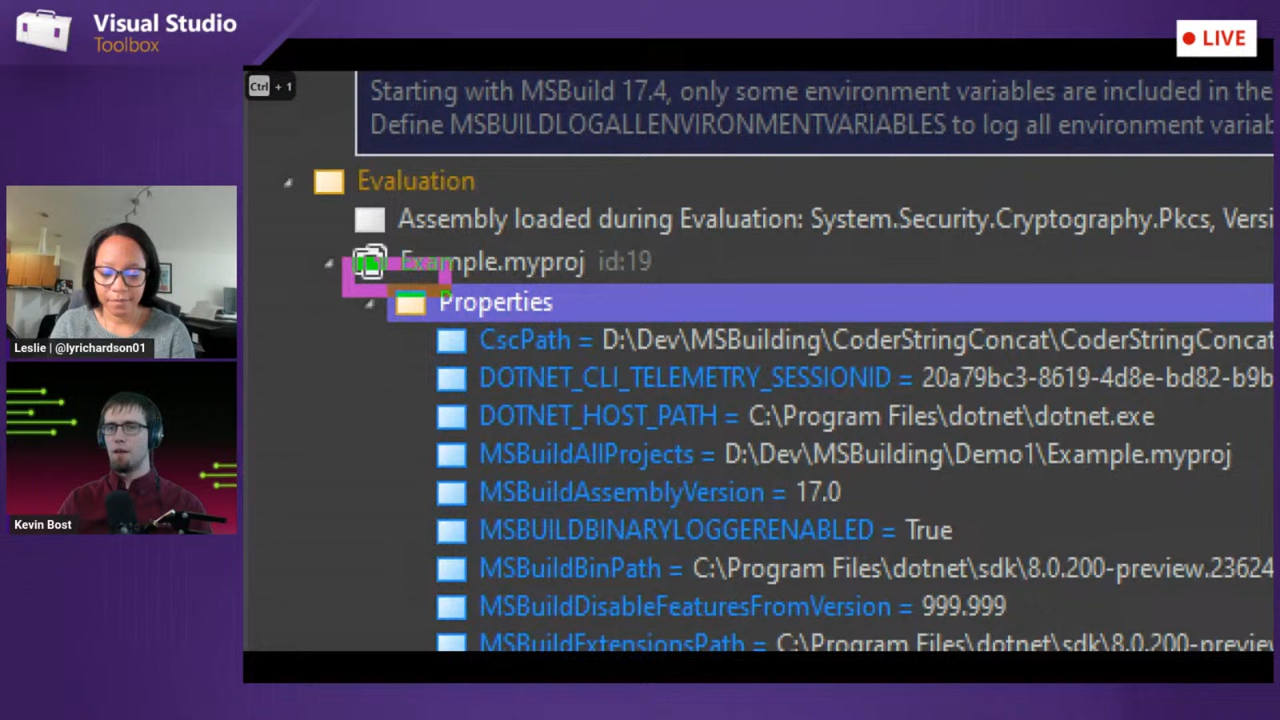 Visual Studio
Toolbox
LIVE
Ctrl + 1
Starting with MSBuild 17.4, only some environment variables are included in the
Define MSBUILDLOGALLENVIRONMENTVARIABLES to log all environment variab
Evaluation
Assembly loaded during Evaluation: System.Security.Cryptography.Pkcs, Versi
Example.myproj id:19
Properties
CscPath = D:\Dev\MSBuilding\CoderStringConcat\CoderStringConcat
DOTNET_CLI_TELEMETRY_SESSIONID = 20a79bc3-8619-4d8e-bd82-b9b
DOTNET_HOST_PATH = C:\Program Files\dotnet\dotnet.exe
MSBuildAllProjects = D:\Dev\MSBuilding\Demo1\Example.myproj
MSBuildAssemblyVersion = 17.0
MSBUILDBINARYLOGGERENABLED = True
MSBuildBinPath = C:\Program Files\dotnet\sdk\8.0.200-preview.23624
MSBuildDisableFeaturesFromVersion = 999.999
MSBuildExtensionsPath = C:\Program Files\dotnet\sdk\8.0.200-preview
Leslie | @lyrichardson01
Kevin Bost